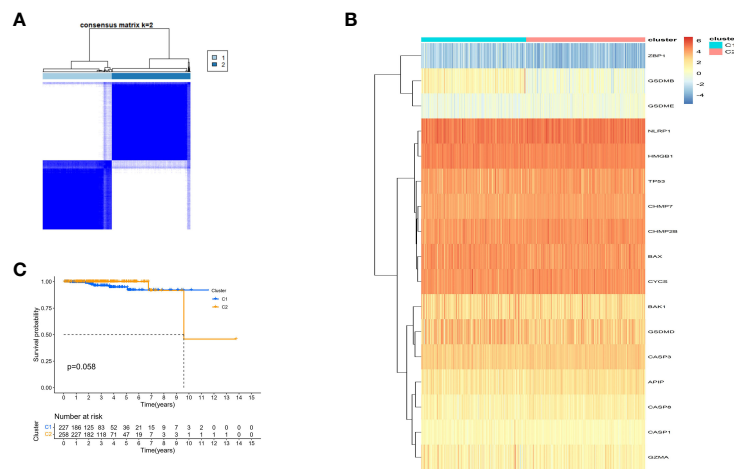 A
consensus matrix k=2
1
2
B
cluster
ZBP1
GSDMB
GSDME
NLRP1
HMGB1
TP53
CHMP7
CHMP2B
BAX
CYCS
BAK1
GSDMD
CASP3
APIP
CASP8
CASP1
GZMA
6
4
2
0
-2
-4
cluster
C1
C2
C
Cluster
C1
C2
Survival probability
1.00
0.75
0.50
0.25
0.00
p=0.058
0 1 2 3 4 5 6 7 8 9 10 11 12 13 14 15
Time(years)
Number at risk
Cluster
C1 227 186 125 83 52 36 21 15 9 7 3 2 0 0 0 0
C2 258 227 182 118 71 47 19 7 3 3 1 1 1 1 0 0
0 1 2 3 4 5 6 7 8 9 10 11 12 13 14 15
Time(years)